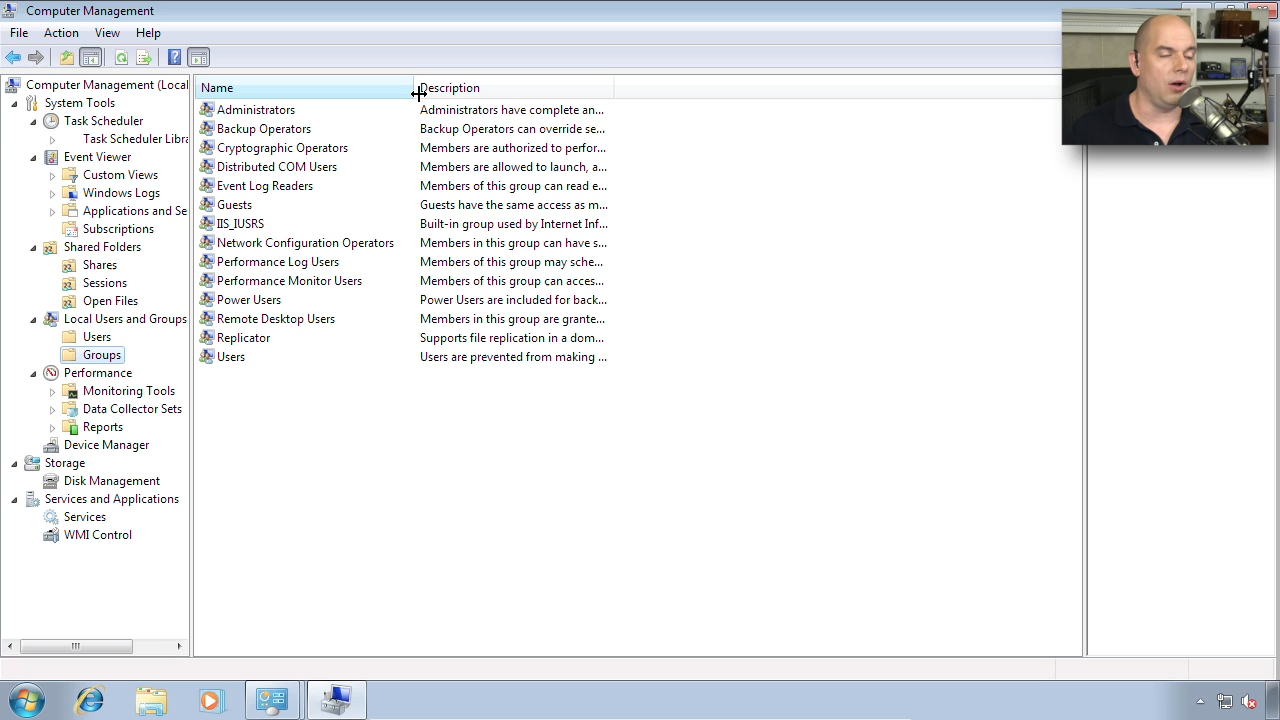 Computer Management
File Action View Help
Computer Management (Local
System Tools
Task Scheduler
Task Scheduler Libra
Event Viewer
Custom Views
Windows Logs
Applications and Se
Subscriptions
Shared Folders
Shares
Sessions
Open Files
Local Users and Groups
Users
Groups
Performance
Monitoring Tools
Data Collector Sets
Reports
Device Manager
Storage
Disk Management
Services and Applications
Services
WMI Control
Name Description
Administrators Administrators have complete an...
Backup Operators Backup Operators can override se...
Cryptographic Operators Members are authorized to perfor...
Distributed COM Users Members are allowed to launch, a...
Event Log Readers Members of this group can read e...
Guests Guests have the same access as m...
IIS_IUSRS Built-in group used by Internet Inf...
Network Configuration Operators Members in this group can have s...
Performance Log Users Members of this group may sche...
Performance Monitor Users Members of this group can acces...
Power Users Power Users are included for back...
Remote Desktop Users Members in this group are grante...
Replicator Supports file replication in a dom...
Users Users are prevented from making ...